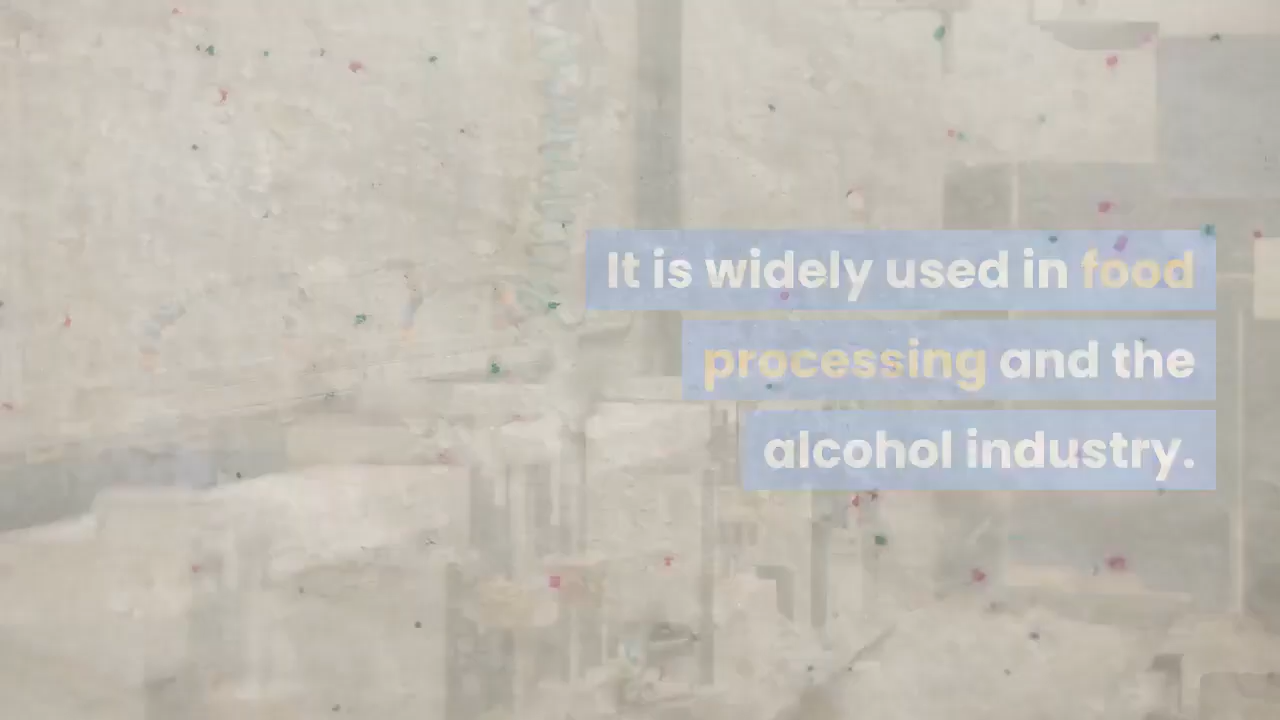 It is widely used in food
processing and the
alcohol industry.